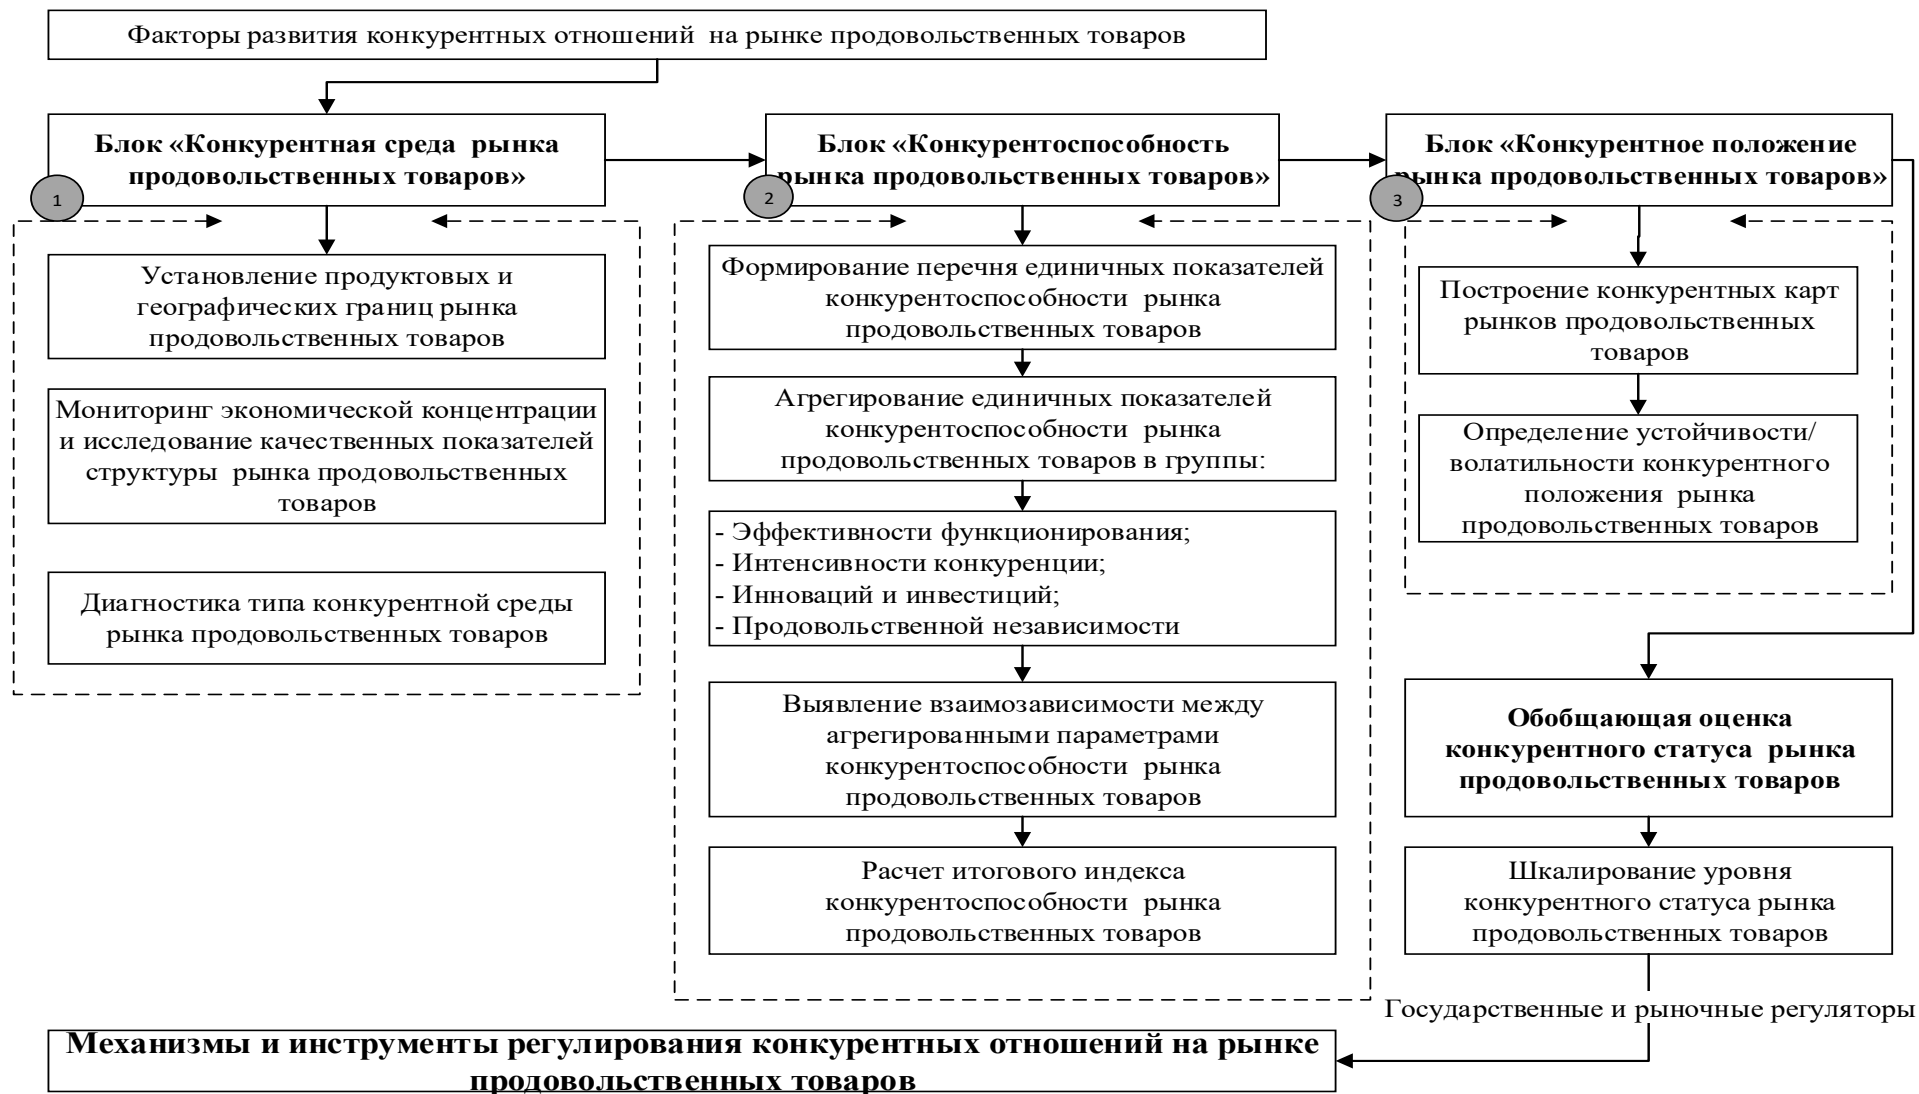 Факторы развития конкурентных отношений на рынке продовольственных товаров
Блок «Конкурентная среда рынка
продовольственных товаров»
1
Установление продуктовых и
географических границ рынка
продовольственных товаров
Мониторинг экономической концентрации
и исследование качественных показателей
структуры рынка продовольственных
товаров
Диагностика типа конкурентной среды
рынка продовольственных товаров
Блок «Конкурентоспособность
рынка продовольственных товаров»
2
Формирование перечня единичных показателей
конкурентоспособности рынка
продовольственных товаров
Агрегирование единичных показателей
конкурентоспособности рынка
продовольственных товаров в группы:
- Эффективности функционирования;
- Интенсивности конкуренции;
- Инноваций и инвестиций;
- Продовольственной независимости
Выявление взаимозависимости между
агрегированными параметрами
конкурентоспособности рынка
продовольственных товаров
Расчет итогового индекса
конкурентоспособности рынка
продовольственных товаров
Блок «Конкурентное положение
рынка продовольственных товаров»
3
Построение конкурентных карт
рынков продовольственных
товаров
Определение устойчивости/
волатильности конкурентного
положения рынка
продовольственных товаров
Обобщающая оценка
конкурентного статуса рынка
продовольственных товаров
Шкалирование уровня
конкурентного статуса рынка
продовольственных товаров
Государственные и рыночные регуляторы
Механизмы и инструменты регулирования конкурентных отношений на рынке
продовольственных товаров